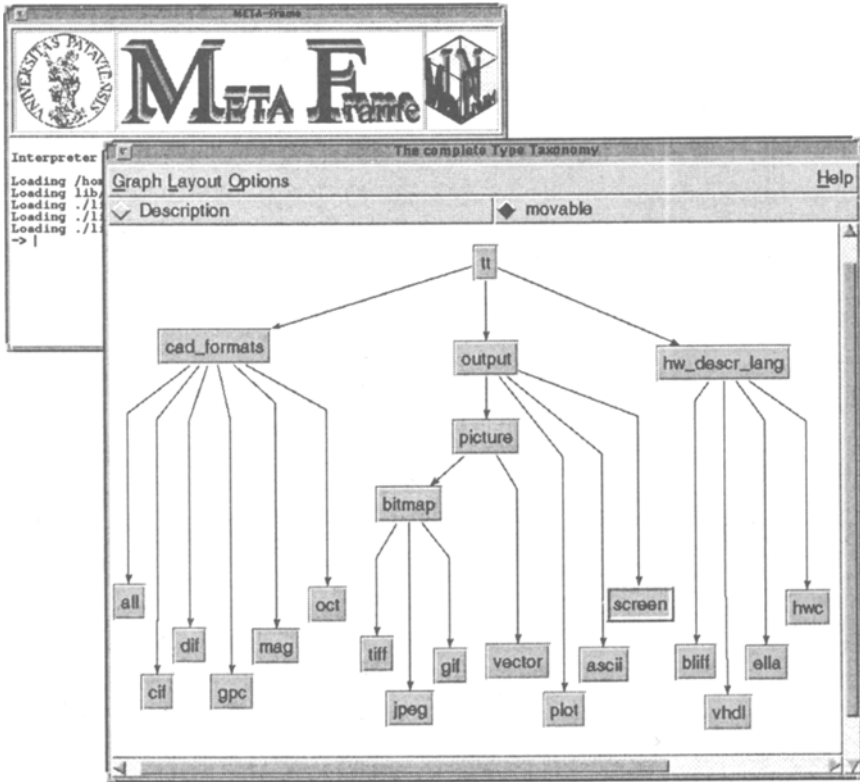 META-frame
UNIVERSITAS PATAVIENSIS
META Frame
Interpreter
Loading /hom
Loading lib/
Loading ./li
Loading ./li
Loading ./li
-> |
The complete Type Taxonomy
Graph Layout Options Help
Description movable
tt
cad_formats output hw_descr_lang
picture
bitmap
all oct screen hwc
dif mag tiff gif vector ascii bliff ella
cif gpc jpeg plot vhdl